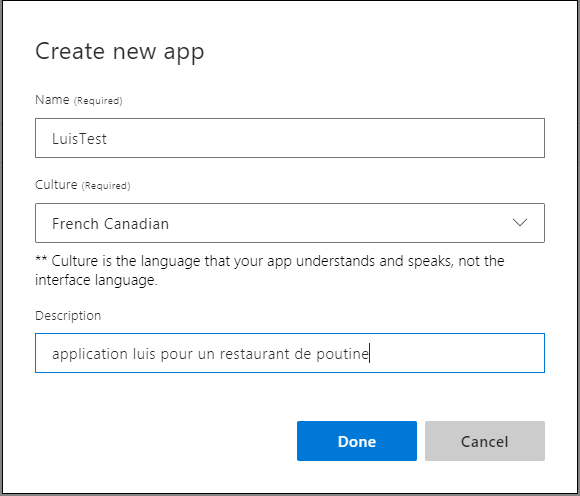 Create new app
Name (Required)
LuisTest
Culture (Required)
French Canadian
** Culture is the language that your app understands and speaks, not the
interface language.
Description
application luis pour un restaurant de poutine
Done Cancel